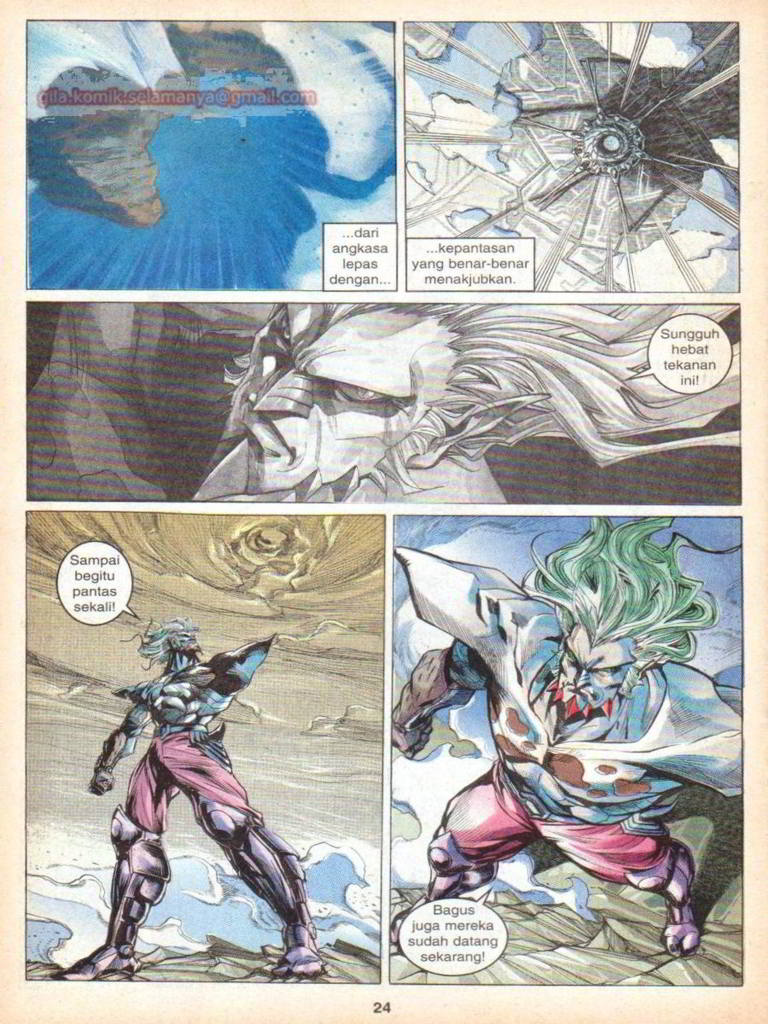 gila.komik.selamanya@gmail.com
...dari
angkasa
lepas
dengan...
...kepantasan
yang benar-benar
menakjubkan.
Sungguh
hebat
tekanan
ini!
Sampai
begitu
pantas
sekali!
Bagus
juga mereka
sudah datang
sekarang!
24